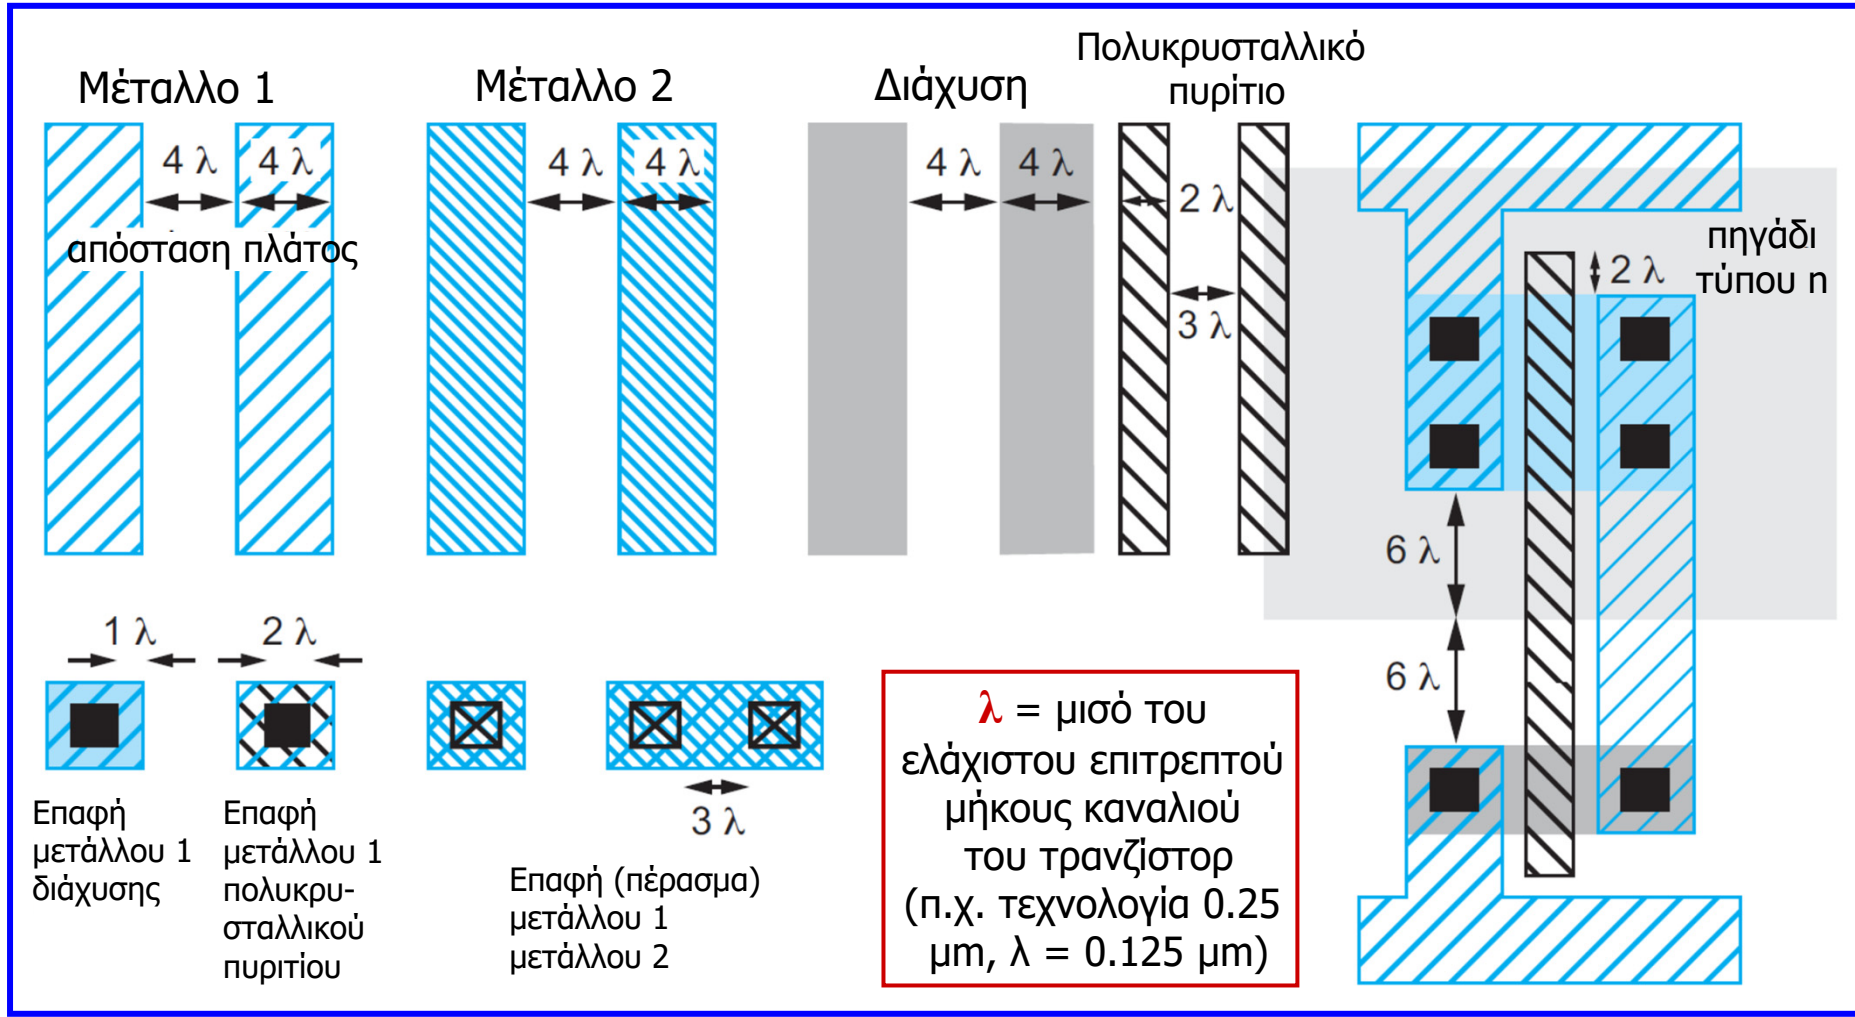 Μέταλλο 1
4 λ
4 λ
απόσταση πλάτος
Μέταλλο 2
4 λ
4 λ
Διάχυση
4 λ
4 λ
Πολυκρυσταλλικό
πυρίτιο
2 λ
3 λ
2 λ
πηγάδι
τύπου n
6 λ
6 λ
1 λ
2 λ
3 λ
Επαφή
μετάλλου 1
διάχυσης
Επαφή
μετάλλου 1
πολυκρυ-
σταλλικού
πυριτίου
Επαφή (πέρασμα)
μετάλλου 1
μετάλλου 2
λ = μισό του
ελάχιστου επιτρεπτού
μήκους καναλιού
του τρανζίστορ
(π.χ. τεχνολογία 0.25
μm, λ = 0.125 μm)